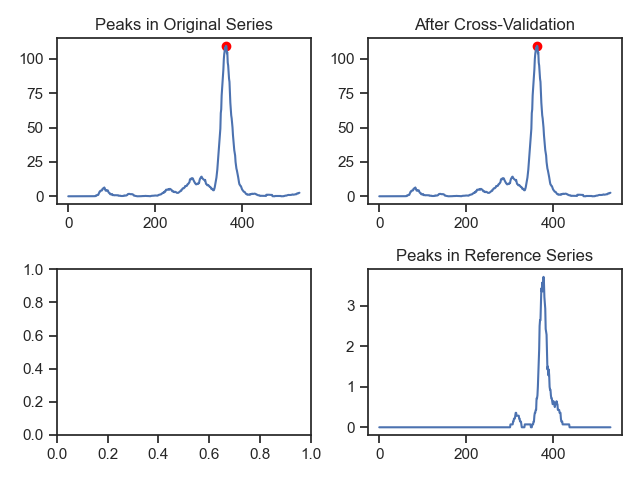 Peaks in Original Series
100
75
50
25
0
0 200 400
After Cross-Validation
100
75
50
25
0
0 200 400
1.0
0.8
0.6
0.4
0.2
0.0
0.0 0.2 0.4 0.6 0.8 1.0
Peaks in Reference Series
3
2
1
0
0 200 400